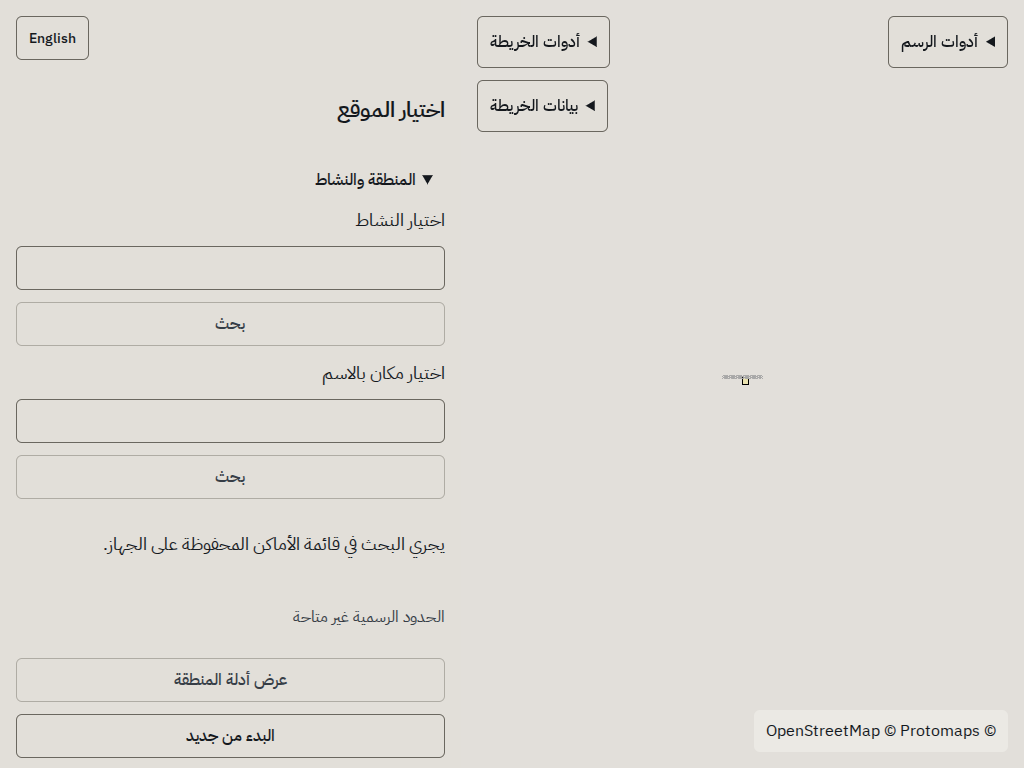 English
أدوات الرسم
أدوات الخريطة
بيانات الخريطة
اختيار الموقع
المنطقة والنشاط
اختيار النشاط
بحث
اختيار مكان بالاسم
بحث
يجري البحث في قائمة الأماكن المحفوظة على الجهاز.
الحدود الرسمية غير متاحة
عرض أدلة المنطقة
البدء من جديد
OpenStreetMap © Protomaps ©